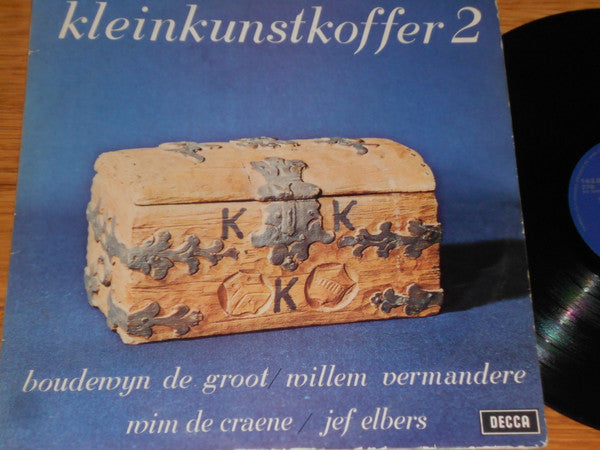 kleinkunstkoffer 2
K K
K
boudewyn de groot / willem vermandere
wim de craene / jef elbers
DECCA